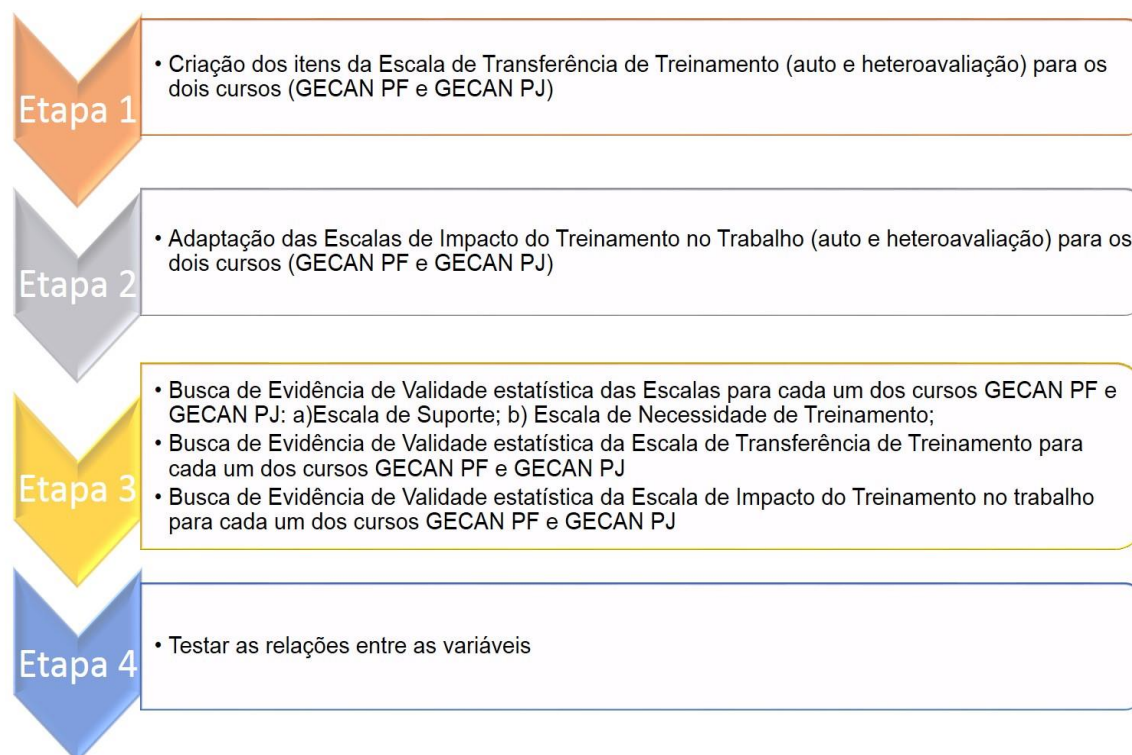 Etapa 1
• Criação dos itens da Escala de Transferência de Treinamento (auto e heteroavaliação) para os
dois cursos (GECAN PF e GECAN PJ)
Etapa 2
• Adaptação das Escalas de Impacto do Treinamento no Trabalho (auto e heteroavaliação) para os
dois cursos (GECAN PF e GECAN PJ)
Etapa 3
• Busca de Evidência de Validade estatística das Escalas para cada um dos cursos GECAN PF e
GECAN PJ: a)Escala de Suporte; b) Escala de Necessidade de Treinamento;
• Busca de Evidência de Validade estatística da Escala de Transferência de Treinamento para
cada um dos cursos GECAN PF e GECAN PJ
• Busca de Evidência de Validade estatística da Escala de Impacto do Treinamento no trabalho
para cada um dos cursos GECAN PF e GECAN PJ
Etapa 4
• Testar as relações entre as variáveis